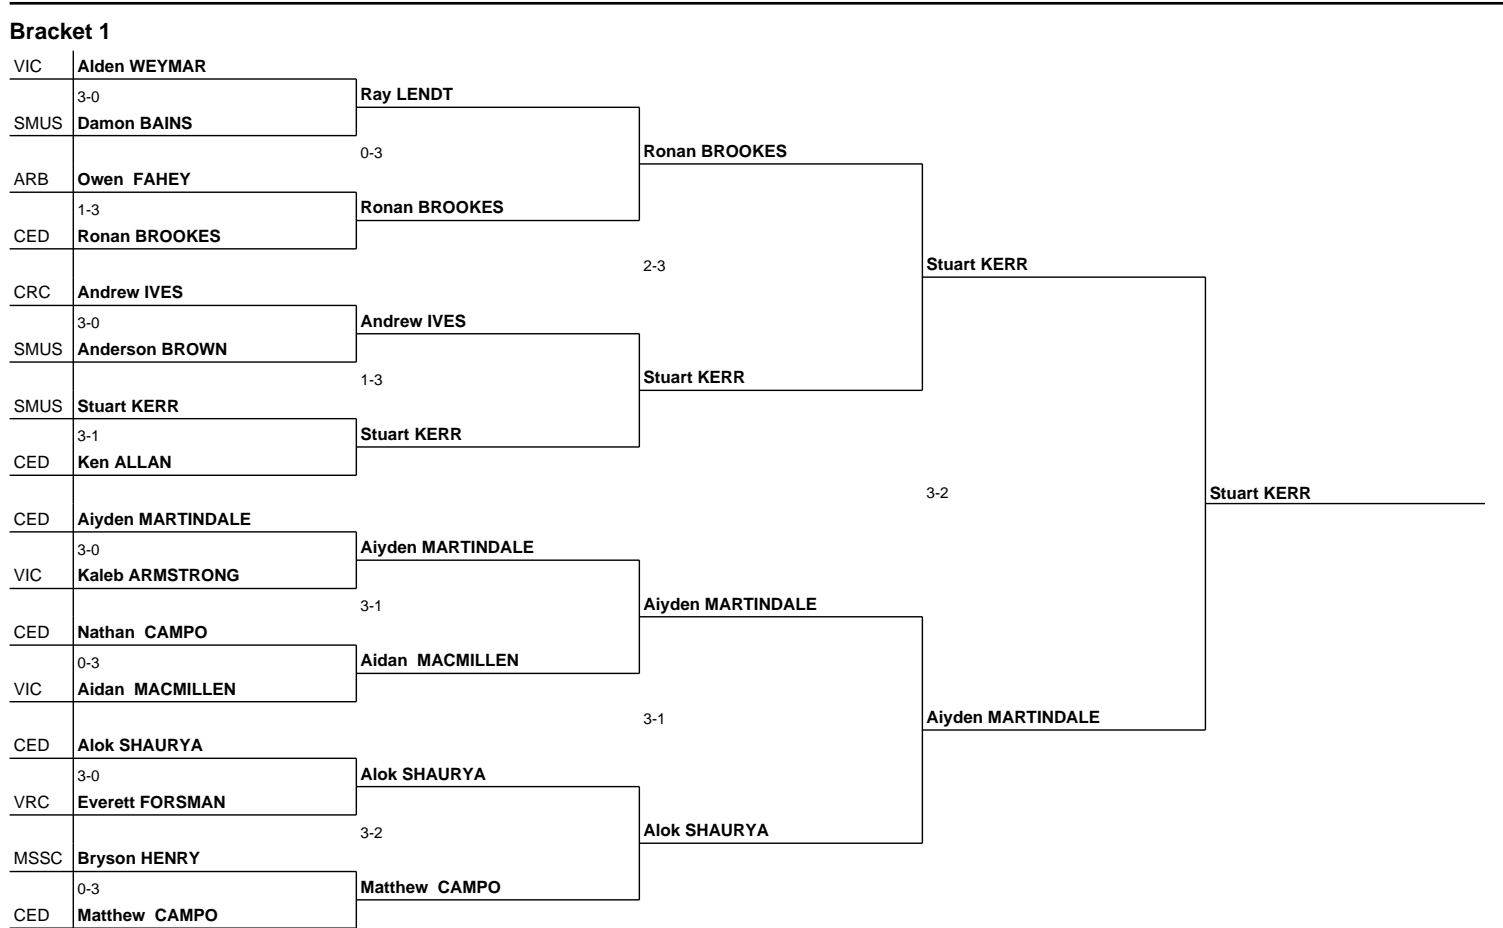 Bracket 1
VIC Alden WEYMAR
3-0 Ray LENDT
SMUS Damon BAINS
0-3 Ronan BROOKES
ARB Owen  FAHEY
1-3 Ronan BROOKES
CED Ronan BROOKES
2-3 Stuart KERR
CRC Andrew IVES
3-0 Andrew IVES
SMUS Anderson BROWN
1-3 Stuart KERR
SMUS Stuart KERR
3-1 Stuart KERR
CED Ken ALLAN
3-2 Stuart KERR
CED Aiyden MARTINDALE
3-0 Aiyden MARTINDALE
VIC Kaleb ARMSTRONG
3-1 Aiyden MARTINDALE
CED Nathan  CAMPO
0-3 Aidan  MACMILLEN
VIC Aidan  MACMILLEN
3-1 Aiyden MARTINDALE
CED Alok SHAURYA
3-0 Alok SHAURYA
VRC Everett FORSMAN
3-2 Alok SHAURYA
MSSC Bryson HENRY
0-3 Matthew  CAMPO
CED Matthew  CAMPO